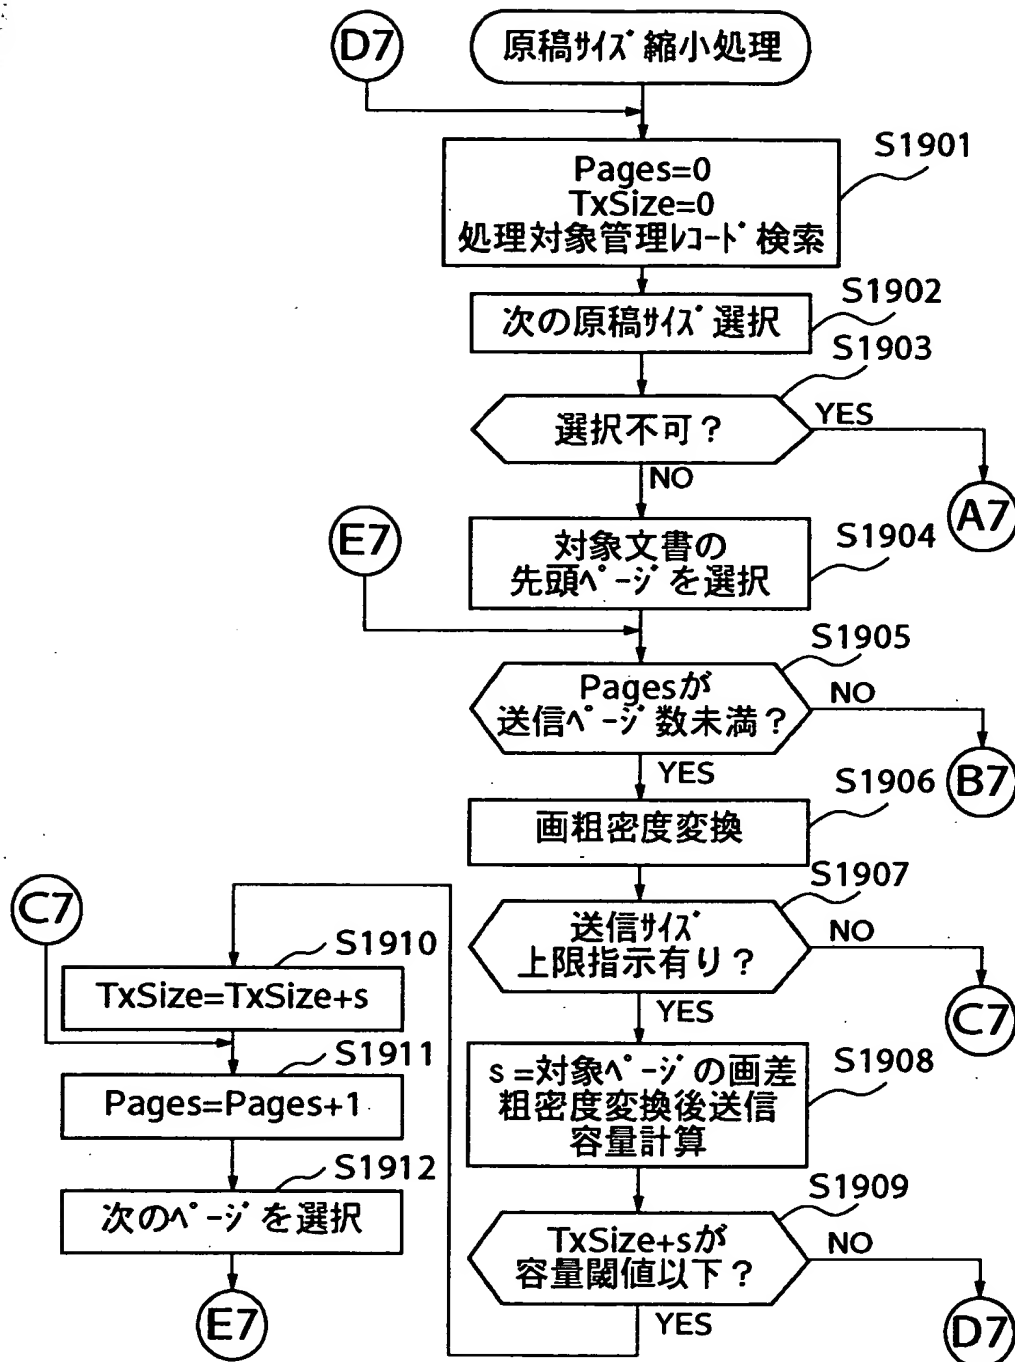 D7
原稿ｻｲｽﾞ縮小処理
S1901
Pages=0
TxSize=0
処理対象管理ﾚｺｰﾄﾞ検索
S1902
次の原稿ｻｲｽﾞ選択
S1903
選択不可？
YES
NO
A7
E7
S1904
対象文書の
先頭ﾍﾟｰｼﾞを選択
S1905
Pagesが
送信ﾍﾟｰｼﾞ数未満？
NO
YES
B7
S1906
画粗密度変換
S1907
送信ｻｲｽﾞ
上限指示有り？
NO
YES
C7
C7
S1910
TxSize=TxSize+s
S1911
Pages=Pages+1
S1912
次のﾍﾟｰｼﾞを選択
E7
S1908
s=対象ﾍﾟｰｼﾞの画差
粗密度変換後送信
容量計算
S1909
TxSize+sが
容量閾値以下？
NO
YES
D7